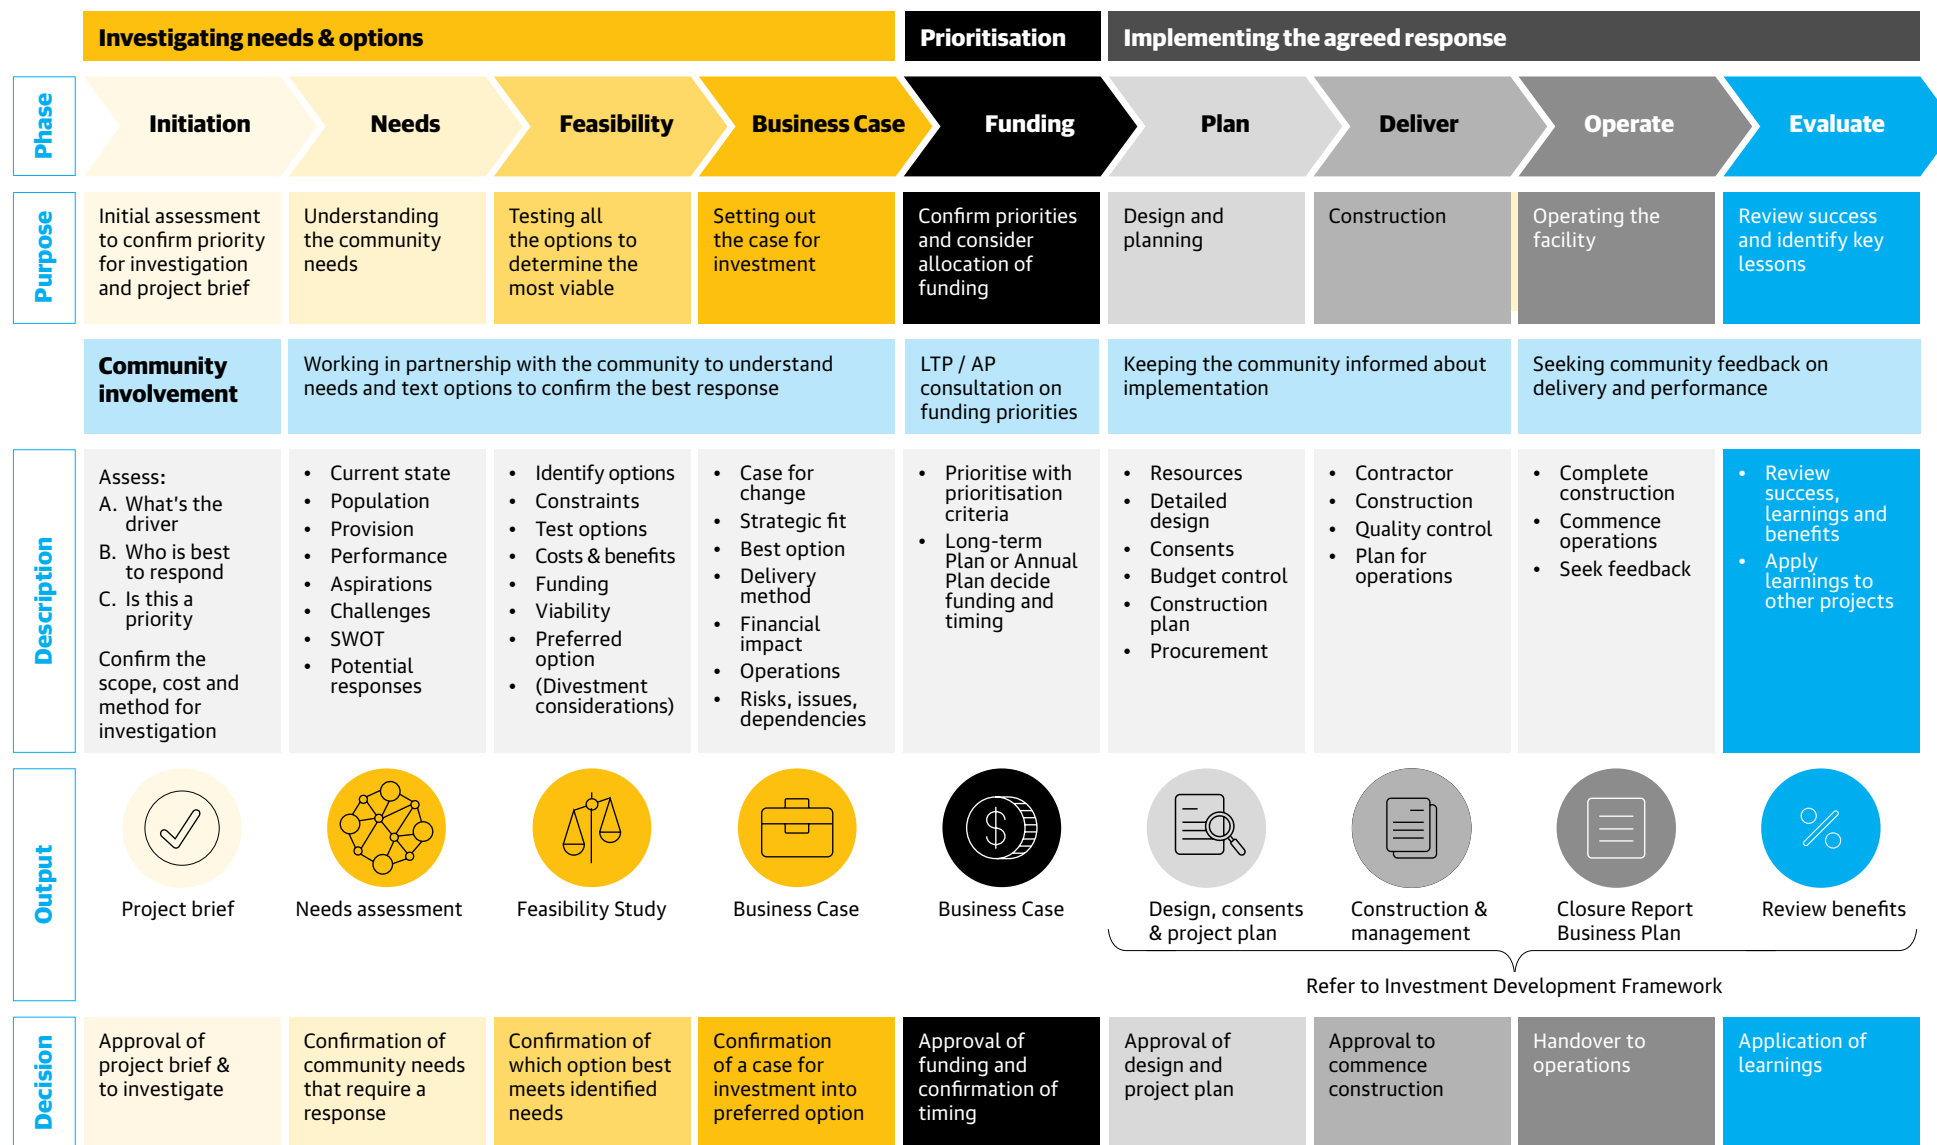 Investigating needs & options
Prioritisation
Implementing the agreed response
Phase
Initiation
Needs
Feasibility
Business Case
Funding
Plan
Deliver
Operate
Evaluate
Purpose
Initial assessment
to confirm priority
for investigation
and project brief
Understanding
the community
needs
Testing all
the options to
determine the
most viable
Setting out
the case for
investment
Confirm priorities
and consider
allocation of
funding
Design and
planning
Construction
Operating the
facility
Review success
and identify key
lessons
Community
involvement
Working in partnership with the community to understand
needs and text options to confirm the best response
LTP / AP
consultation on
funding priorities
Keeping the community informed about
implementation
Seeking community feedback on
delivery and performance
Description
Assess:
A. What's the
driver
B. Who is best
to respond
C. Is this a
priority
Confirm the
scope, cost and
method for
investigation
• Current state
• Population
• Provision
• Performance
• Aspirations
• Challenges
• SWOT
• Potential
responses
• Identify options
• Constraints
• Test options
• Costs & benefits
• Funding
• Viability
• Preferred
option
• (Divestment
considerations)
• Case for
change
• Strategic fit
• Best option
• Delivery
method
• Financial
impact
• Operations
• Risks, issues,
dependencies
• Prioritise with
prioritisation
criteria
• Long-term
Plan or Annual
Plan decide
funding and
timing
• Resources
• Detailed
design
• Consents
• Budget control
• Construction
plan
• Procurement
• Contractor
• Construction
• Quality control
• Plan for
operations
• Complete
construction
• Commence
operations
• Seek feedback
• Review
success,
learnings and
benefits
• Apply
learnings to
other projects
Output
$
Project brief
Needs assessment
Feasibility Study
Business Case
Business Case
Design, consents
& project plan
Construction &
management
Closure Report
Business Plan
Review benefits
Refer to Investment Development Framework
Decision
Approval of
project brief &
to investigate
Confirmation of
community needs
that require a
response
Confirmation of
which option best
meets identified
needs
Confirmation
of a case for
investment into
preferred option
Approval of
funding and
confirmation of
timing
Approval of
design and
project plan
Approval to
commence
construction
Handover to
operations
Application of
learnings